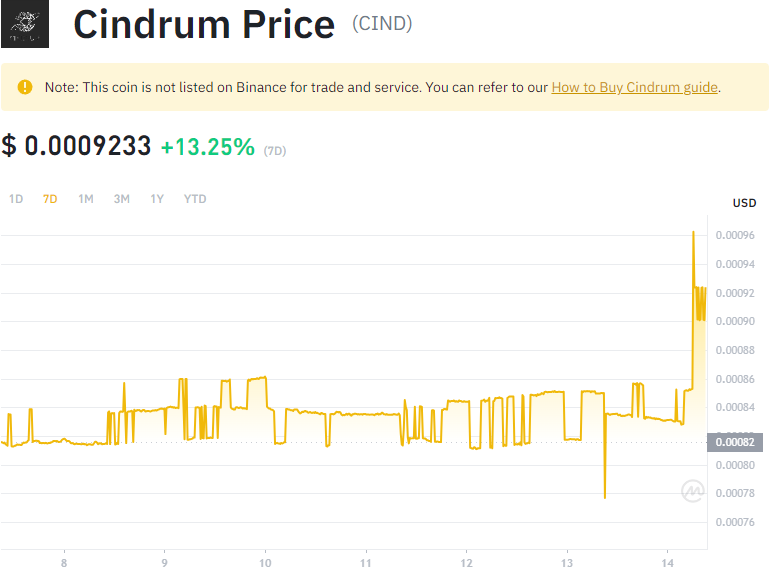 Cindrum Price (CIND)
Note: This coin is not listed on Binance for trade and service. You can refer to our How to Buy Cindrum guide.
$ 0.0009233 +13.25% (7D)
1D 7D 1M 3M 1Y YTD
USD
0.00096
0.00094
0.00092
0.00090
0.00088
0.00086
0.00084
0.00082
0.00080
0.00078
0.00076
8 9 10 11 12 13 14